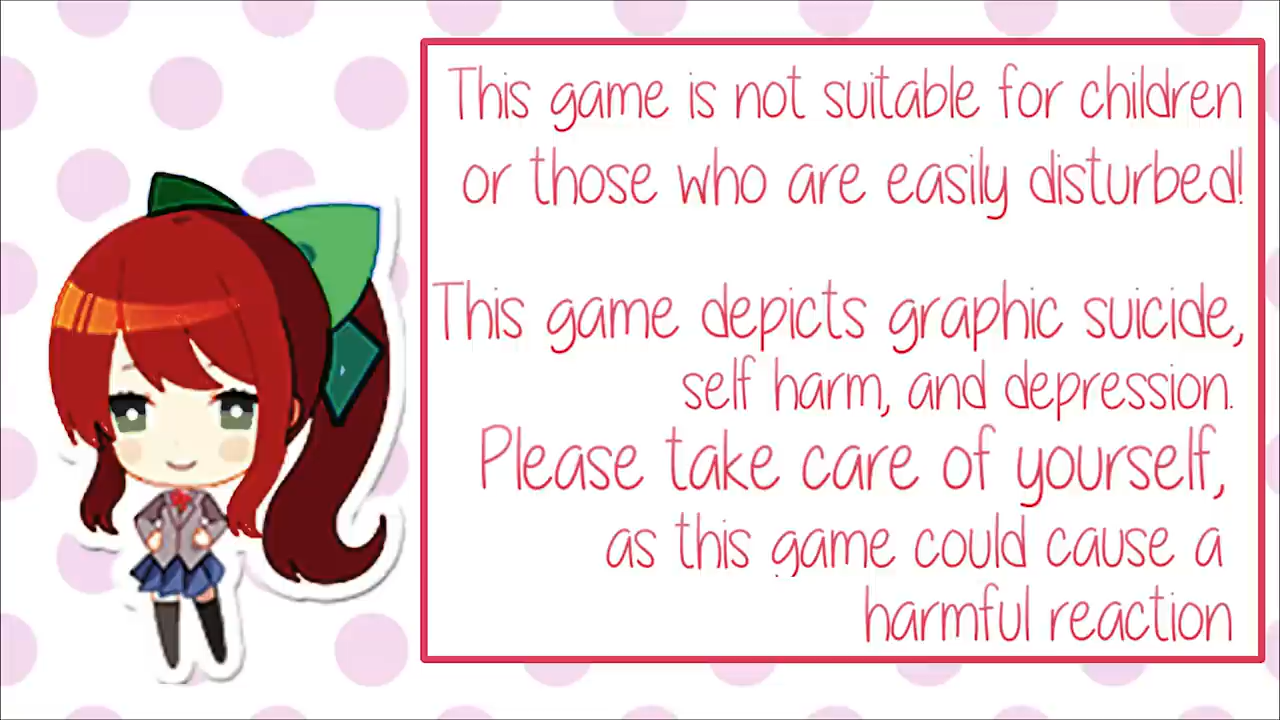 This game is not suitable for children
or those who are easily disturbed!
This game depicts graphic suicide,
self harm, and depression.
Please take care of yourself,
as this game could cause a
harmful reaction